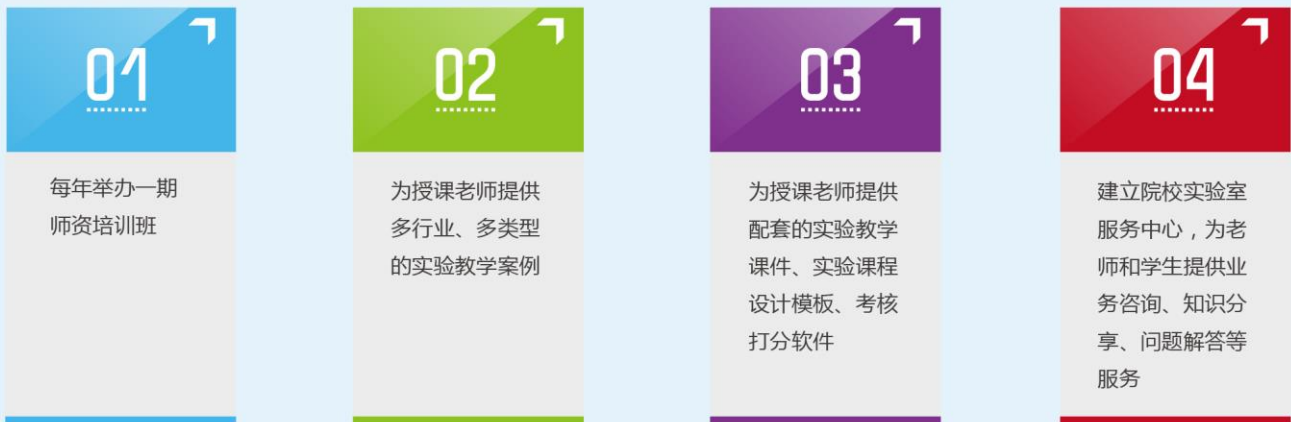 01
每年举办一期
师资培训班
02
为授课老师提供
多行业、多类型
的实验教学案例
03
为授课老师提供
配套的实验教学
课件、实验课程
设计模板、考核
打分软件
04
建立院校实验室
服务中心，为老
师和学生提供业
务咨询、知识分
享、问题解答等
服务